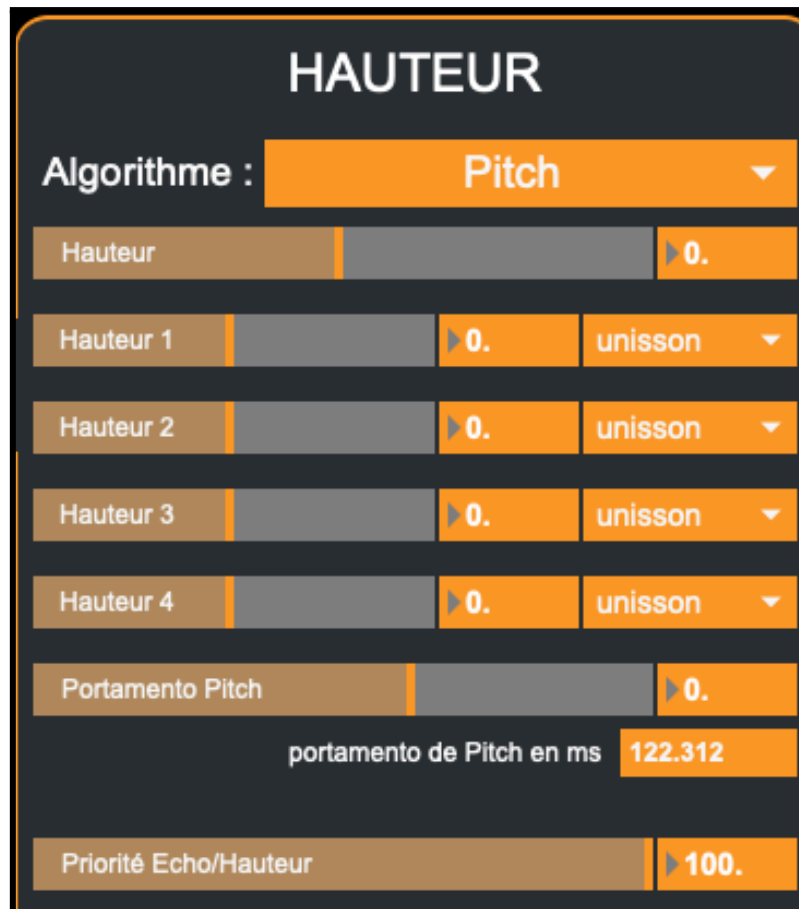 HAUTEUR
Algorithme : Pitch
Hauteur 0.
Hauteur 1 0. unisson
Hauteur 2 0. unisson
Hauteur 3 0. unisson
Hauteur 4 0. unisson
Portamento Pitch 0.
portamento de Pitch en ms 122.312
Priorité Echo/Hauteur 100.